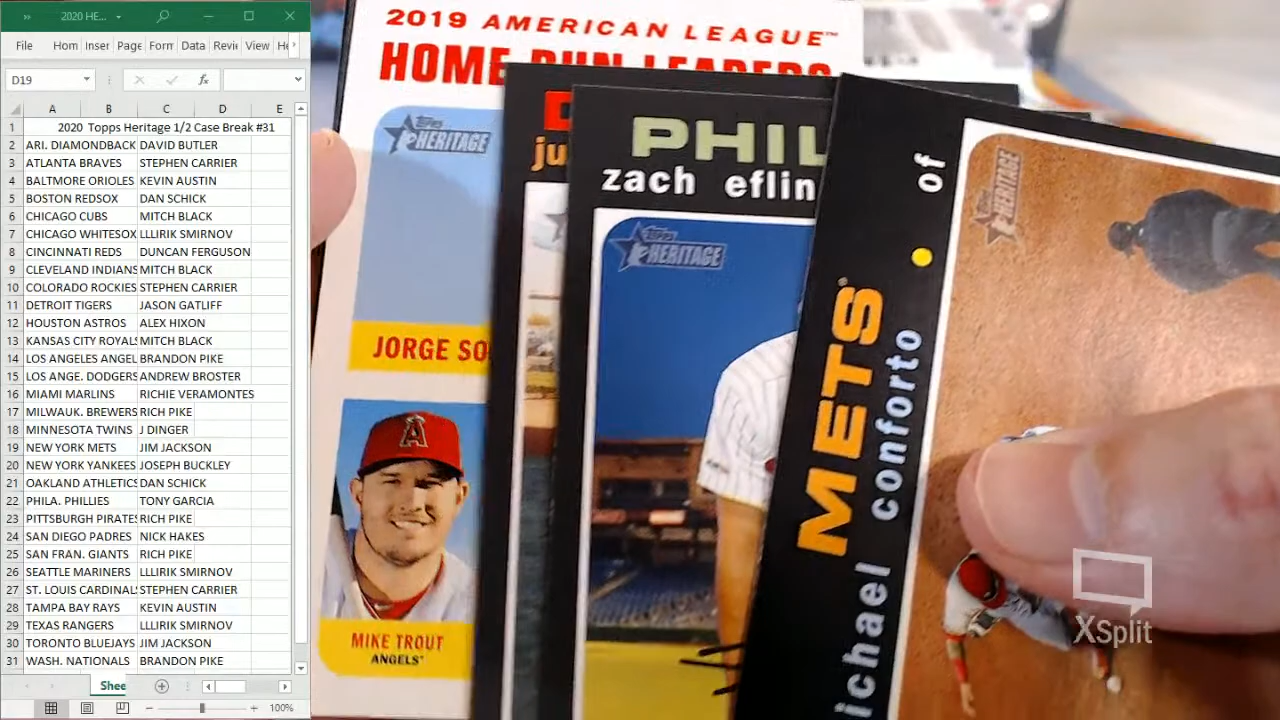 2020 HE...
File Hom Inser Page Forn Data Revie View He
D19 fx
A B C D E
1 2020 Topps Heritage 1/2 Case Break #31
2 ARI. DIAMONDBACK DAVID BUTLER
3 ATLANTA BRAVES STEPHEN CARRIER
4 BALTMORE ORIOLES KEVIN AUSTIN
5 BOSTON REDSOX DAN SCHICK
6 CHICAGO CUBS MITCH BLACK
7 CHICAGO WHITESOX LLLIRIK SMIRNOV
8 CINCINNATI REDS DUNCAN FERGUSON
9 CLEVELAND INDIANS MITCH BLACK
10 COLORADO ROCKIES STEPHEN CARRIER
11 DETROIT TIGERS JASON GATLIFF
12 HOUSTON ASTROS ALEX HIXON
13 KANSAS CITY ROYALS MITCH BLACK
14 LOS ANGELES ANGEL BRANDON PIKE
15 LOS ANGE. DODGERS ANDREW BROSTER
16 MIAMI MARLINS RICHIE VERAMONTES
17 MILWAUK. BREWERS RICH PIKE
18 MINNESOTA TWINS J DINGER
19 NEW YORK METS JIM JACKSON
20 NEW YORK YANKEES JOSEPH BUCKLEY
21 OAKLAND ATHLETICS DAN SCHICK
22 PHILA. PHILLIES TONY GARCIA
23 PITTSBURGH PIRATES RICH PIKE
24 SAN DIEGO PADRES NICK HAKES
25 SAN FRAN. GIANTS RICH PIKE
26 SEATTLE MARINERS LLLIRIK SMIRNOV
27 ST. LOUIS CARDINALS STEPHEN CARRIER
28 TAMPA BAY RAYS KEVIN AUSTIN
29 TEXAS RANGERS LLLIRIK SMIRNOV
30 TORONTO BLUEJAYS JIM JACKSON
31 WASH. NATIONALS BRANDON PIKE
Shee
100%
2019 AMERICAN LEAGUE™
HOME RUN LEADERS
Topps HERITAGE
JORGE SO
MIKE TROUT
ANGELS
ju
PHIL
zach eflin
Topps HERITAGE
METS
michael conforto • of
Topps HERITAGE
XSplit